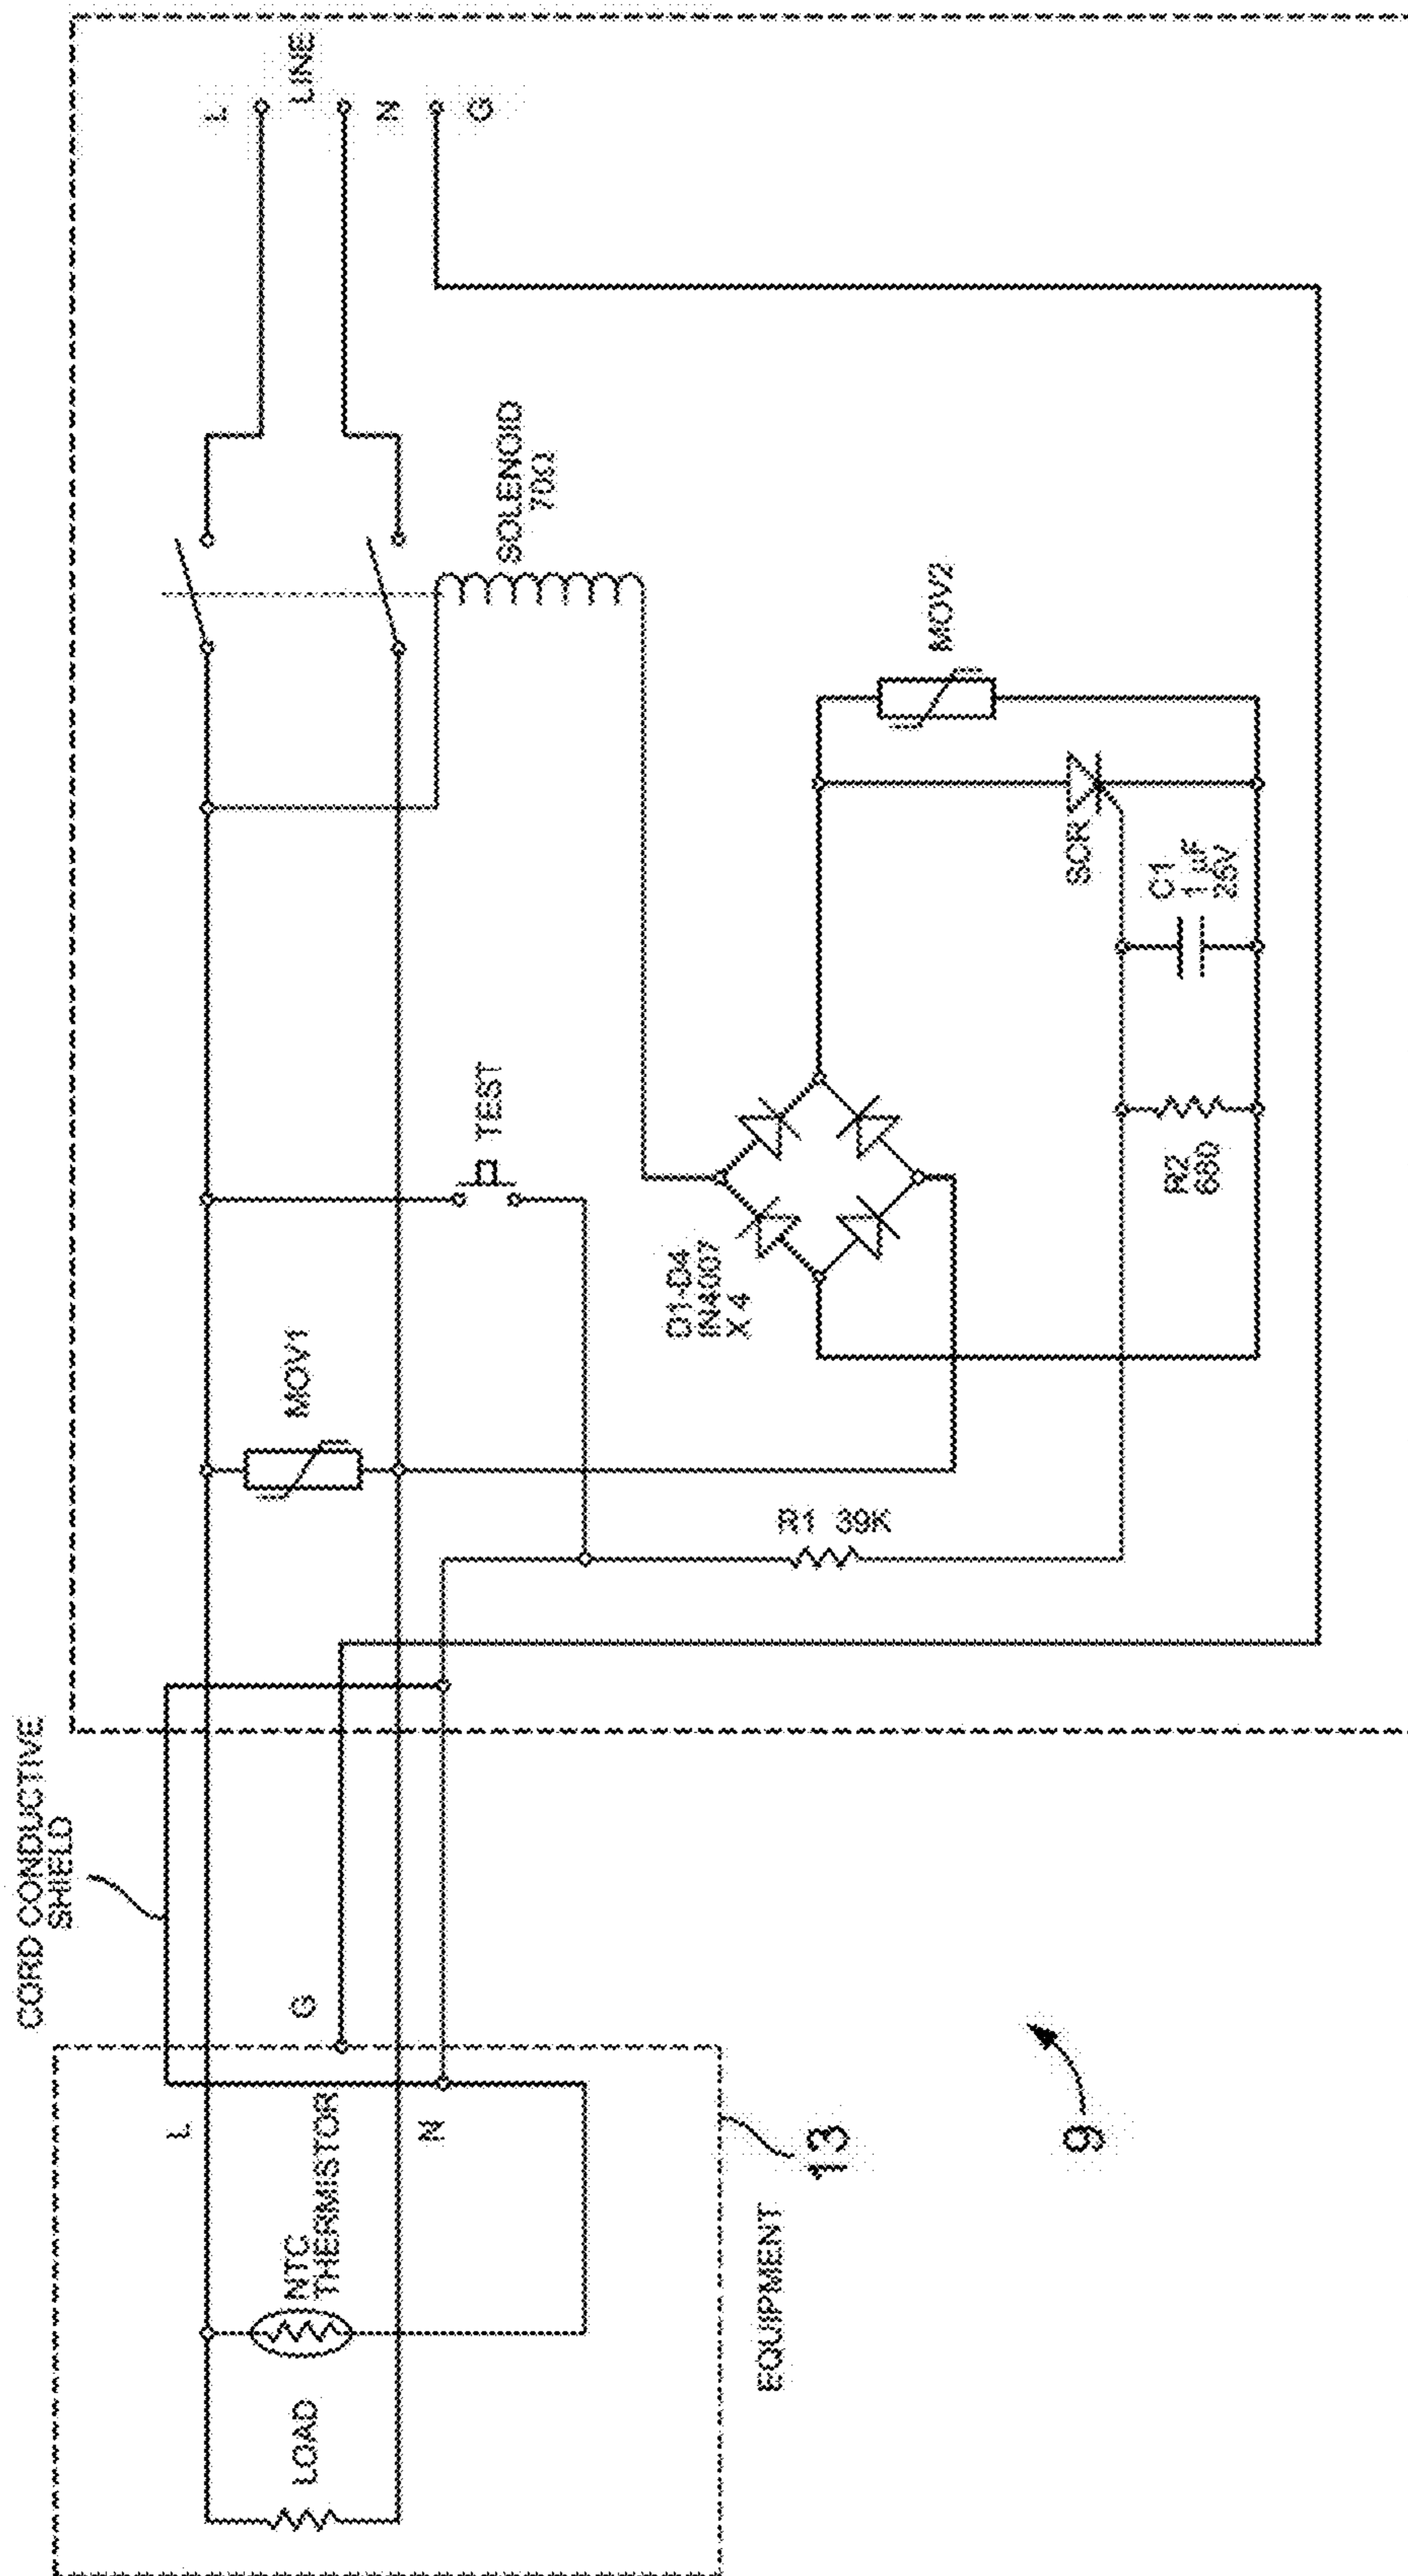 L
LINE
N
G
SOLENOID
70Ω
MOV2
SCR
C1
1 uF
25V
R2
680
TEST
D1-D4
IN4007
X 4
MOV1
R1 39K
CORD CONDUCTIVE
SHIELD
G
L
N
NTC
THERMISTOR
LOAD
EQUIPMENT
13
9